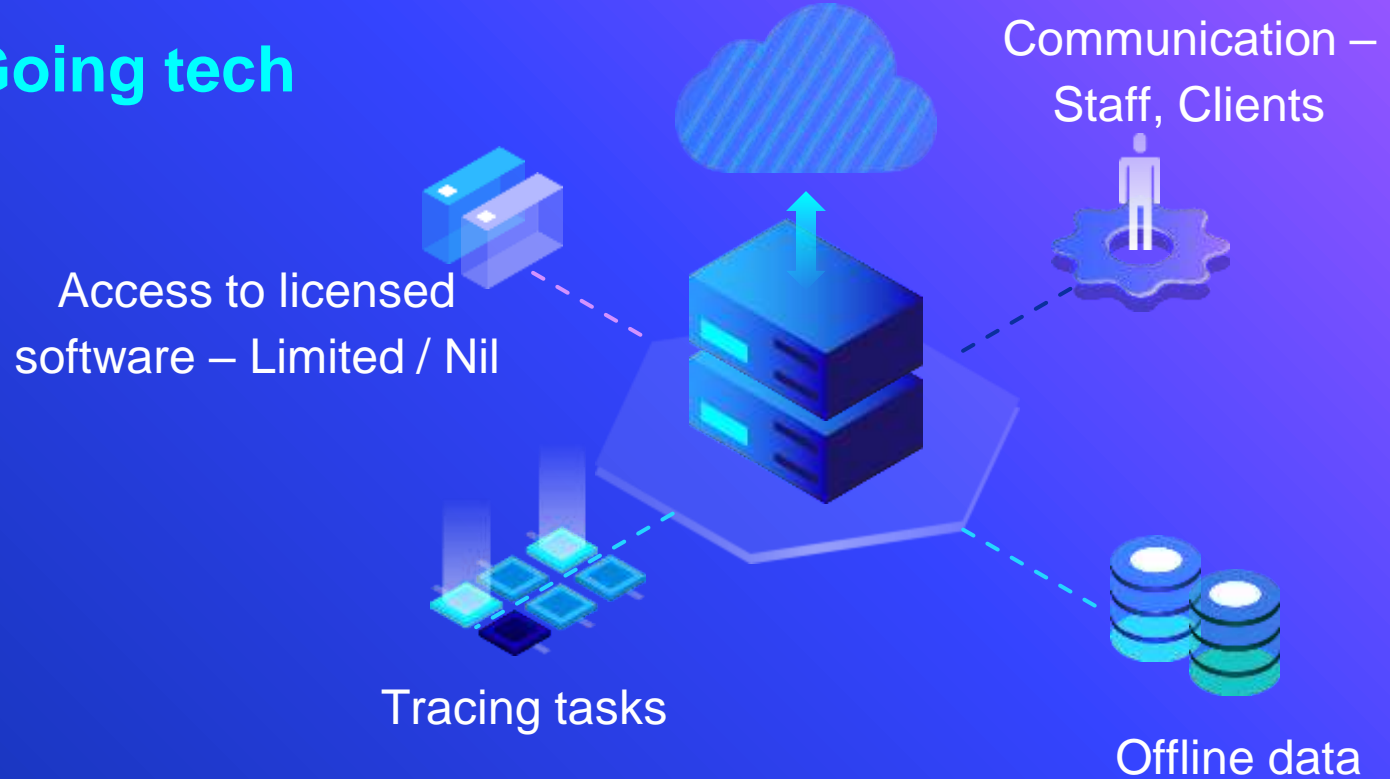 Going tech
Communication –
Staff, Clients
Access to licensed
software – Limited / Nil
Tracing tasks
Offline data